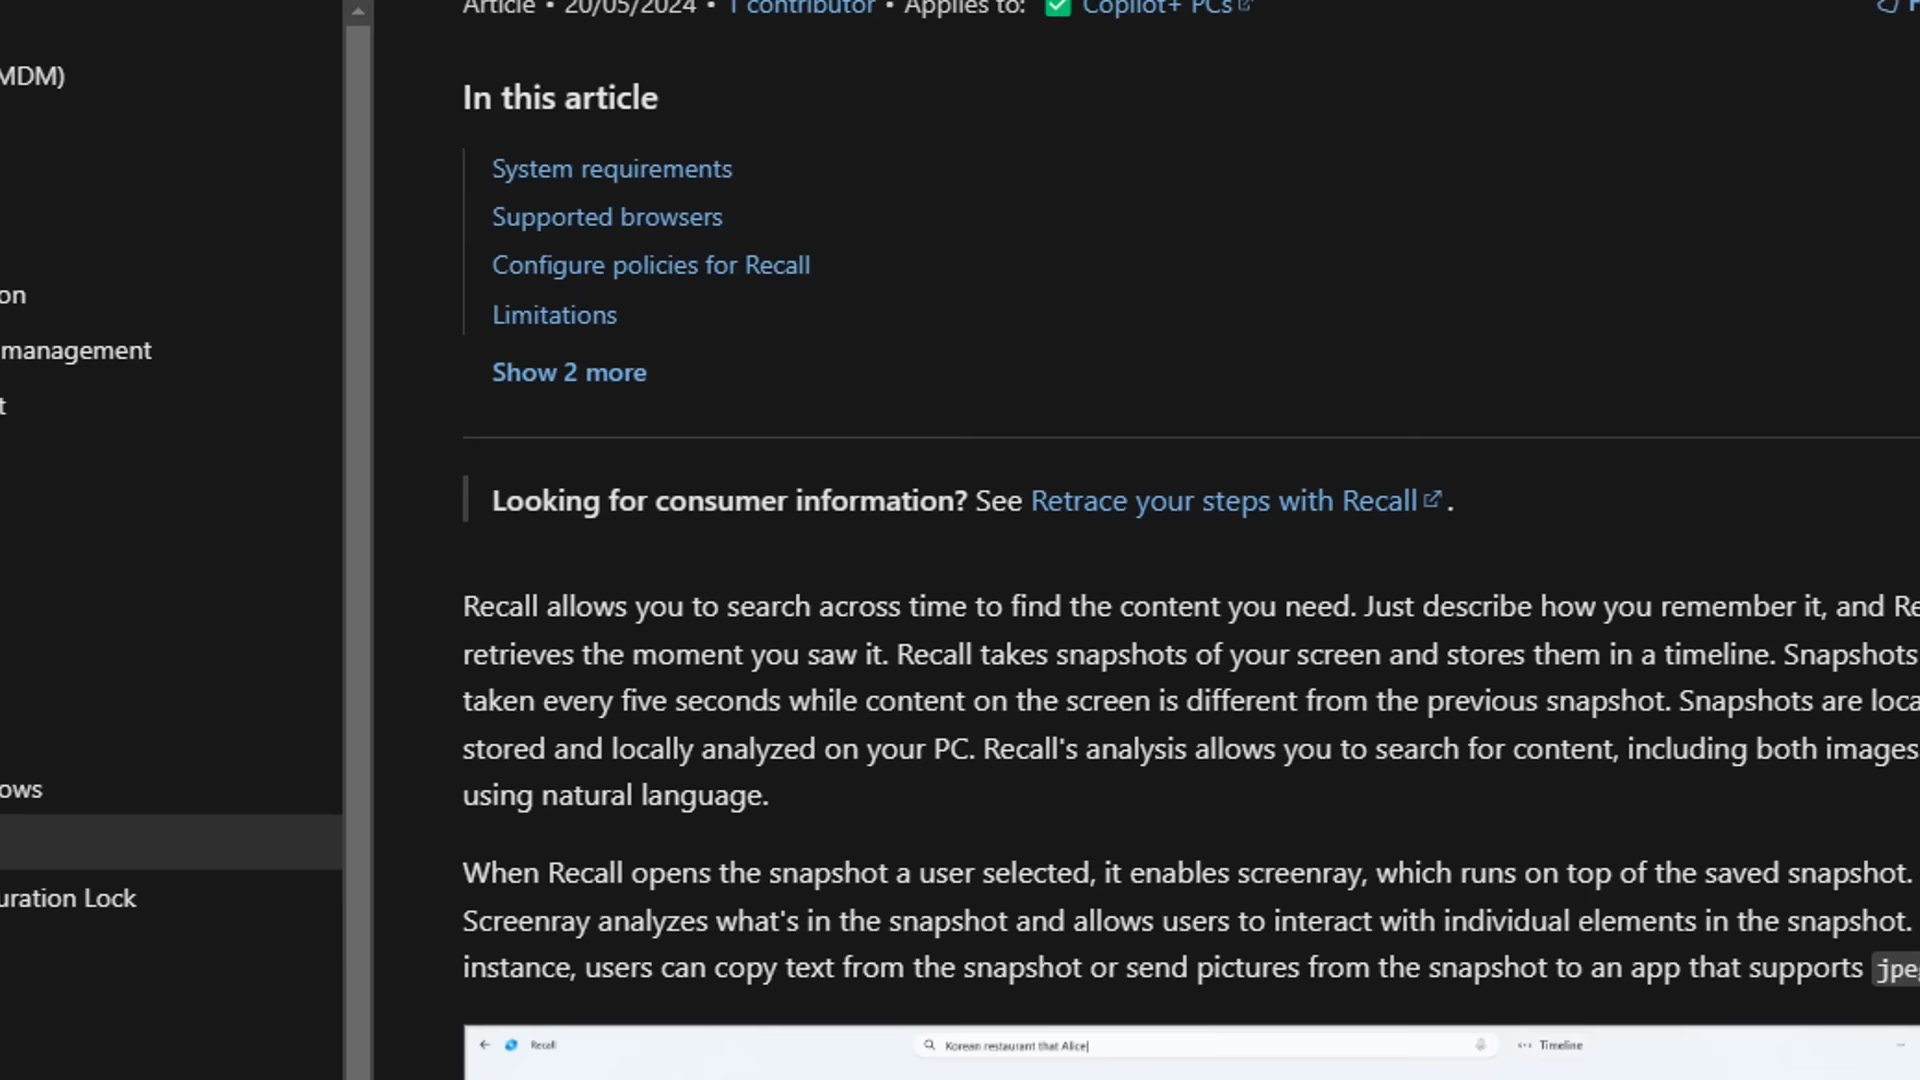 Article • 20/05/2024 • 1 contributor • Applies to: ✅ Copilot+ PCs
MDM)
In this article
System requirements
Supported browsers
Configure policies for Recall
on
Limitations
management
Show 2 more
t
Looking for consumer information? See Retrace your steps with Recall.
Recall allows you to search across time to find the content you need. Just describe how you remember it, and Re
retrieves the moment you saw it. Recall takes snapshots of your screen and stores them in a timeline. Snapshots
taken every five seconds while content on the screen is different from the previous snapshot. Snapshots are loca
stored and locally analyzed on your PC. Recall's analysis allows you to search for content, including both images
ows
using natural language.
When Recall opens the snapshot a user selected, it enables screenray, which runs on top of the saved snapshot.
uration Lock
Screenray analyzes what's in the snapshot and allows users to interact with individual elements in the snapshot.
instance, users can copy text from the snapshot or send pictures from the snapshot to an app that supports jpe
Recall
Korean restaurant that Alice
Timeline